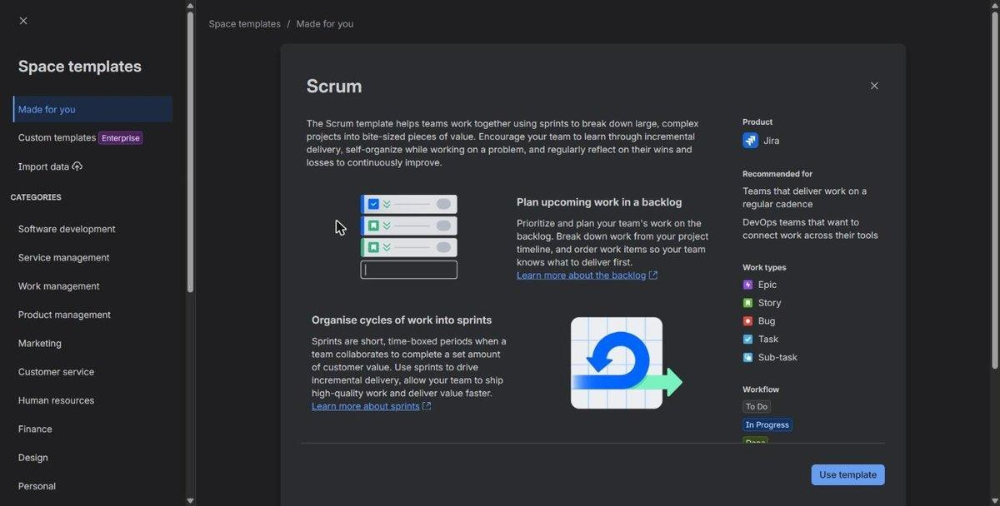 Space templates
Made for you
Custom templates Enterprise
Import data
CATEGORIES
Software development
Service management
Work management
Product management
Marketing
Customer service
Human resources
Finance
Design
Personal
Space templates / Made for you
Scrum
The Scrum template helps teams work together using sprints to break down large, complex
projects into bite-sized pieces of value. Encourage your team to learn through incremental
delivery, self-organize while working on a problem, and regularly reflect on their wins and
losses to continuously improve.
Plan upcoming work in a backlog
Prioritize and plan your team's work on the
backlog. Break down work from your project
timeline, and order work items so your team
knows what to deliver first.
Learn more about the backlog
Organise cycles of work into sprints
Sprints are short, time-boxed periods when a
team collaborates to complete a set amount
of customer value. Use sprints to drive
incremental delivery, allow your team to ship
high-quality work and deliver value faster.
Learn more about sprints
Product
Jira
Recommended for
Teams that deliver work on a
regular cadence
DevOps teams that want to
connect work across their tools
Work types
Epic
Story
Bug
Task
Sub-task
Workflow
To Do
In Progress
Done
Use template